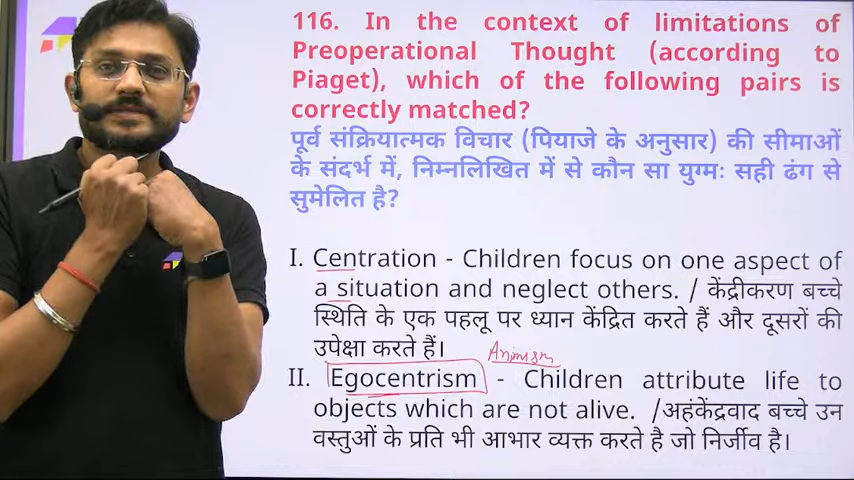 116. In the context of limitations of
Preoperational Thought (according to
Piaget), which of the following pairs is
correctly matched?
पूर्व संक्रियात्मक विचार (पियाजे के अनुसार) की सीमाओं
के संदर्भ में, निम्नलिखित में से कौन सा युग्मः सही ढंग से
सुमेलित है?
I. Centration - Children focus on one aspect of
a situation and neglect others. / केंद्रीकरण बच्चे
स्थिति के एक पहलू पर ध्यान केंद्रित करते हैं और दूसरों की
उपेक्षा करते हैं।
Animism
II. Egocentrism - Children attribute life to
objects which are not alive. /अहंकेंद्रवाद बच्चे उन
वस्तुओं के प्रति भी आभार व्यक्त करते है जो निर्जीव है।